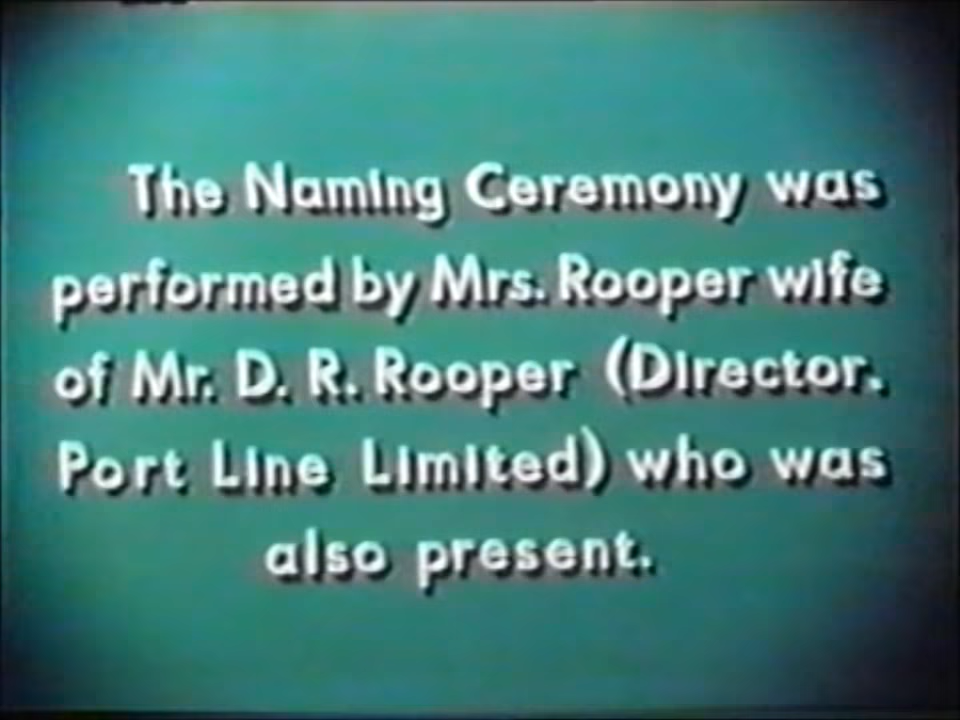 The Naming Ceremony was
performed by Mrs. Rooper wife
of Mr. D. R. Rooper (Director.
Port Line Limited) who was
also present.